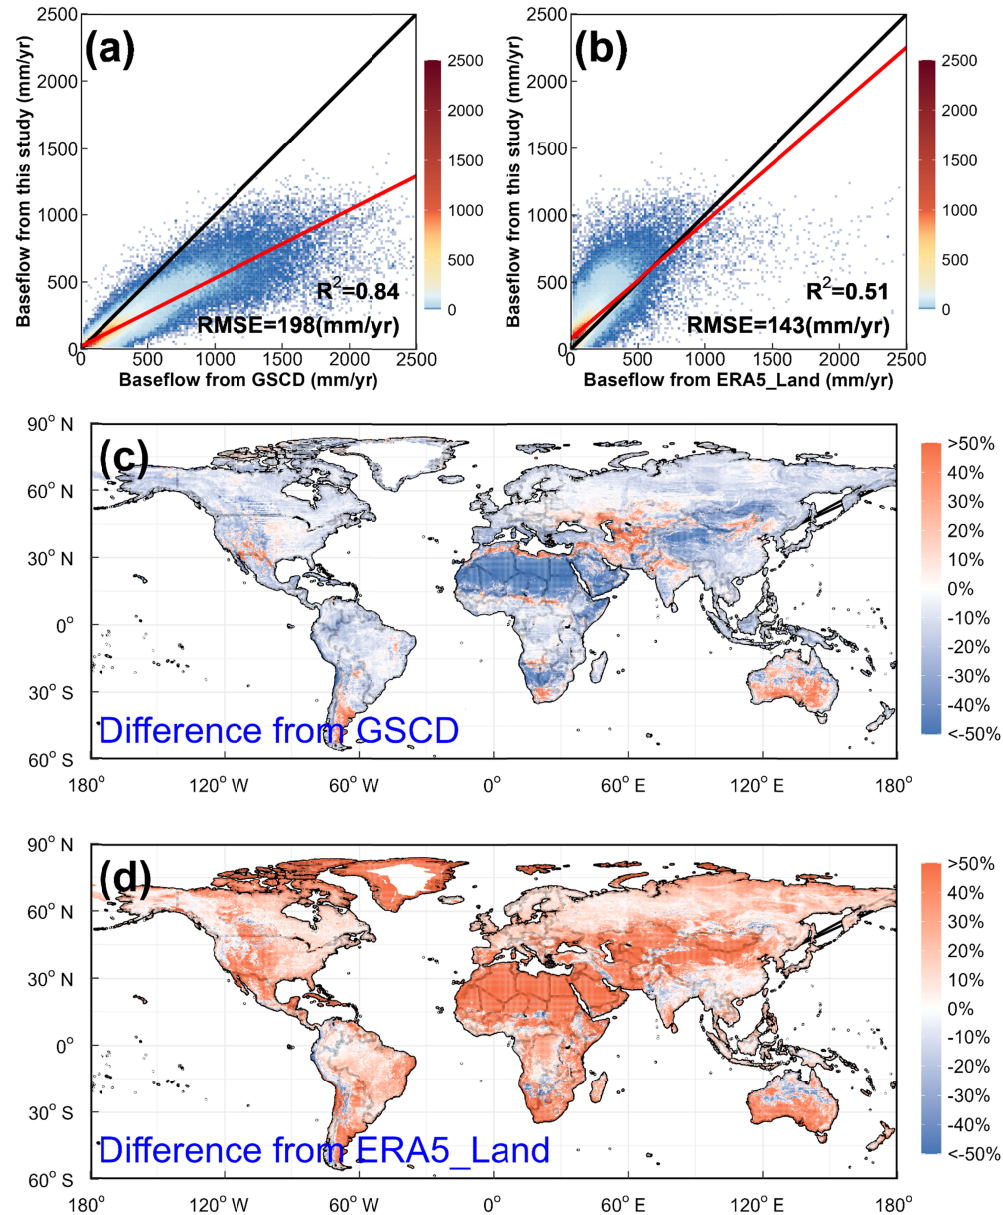 (a)
Baseflow from this study (mm/yr)
2500
2000
1500
1000
500
0
0 500 1000 1500 2000 2500
Baseflow from GSCD (mm/yr)
R²=0.84
RMSE=198(mm/yr)
2500
2000
1500
1000
500
0
(b)
Baseflow from this study (mm/yr)
2500
2000
1500
1000
500
0
0 500 1000 1500 2000 2500
Baseflow from ERA5_Land (mm/yr)
R²=0.51
RMSE=143(mm/yr)
2500
2000
1500
1000
500
0
(c)
90° N
60° N
30° N
0°
30° S
60° S
Difference from GSCD
180° 120° W 60° W 0° 60° E 120° E 180°
>50%
40%
30%
20%
10%
0%
-10%
-20%
-30%
-40%
<-50%
(d)
90° N
60° N
30° N
0°
30° S
60° S
Difference from ERA5_Land
180° 120° W 60° W 0° 60° E 120° E 180°
>50%
40%
30%
20%
10%
0%
-10%
-20%
-30%
-40%
<-50%